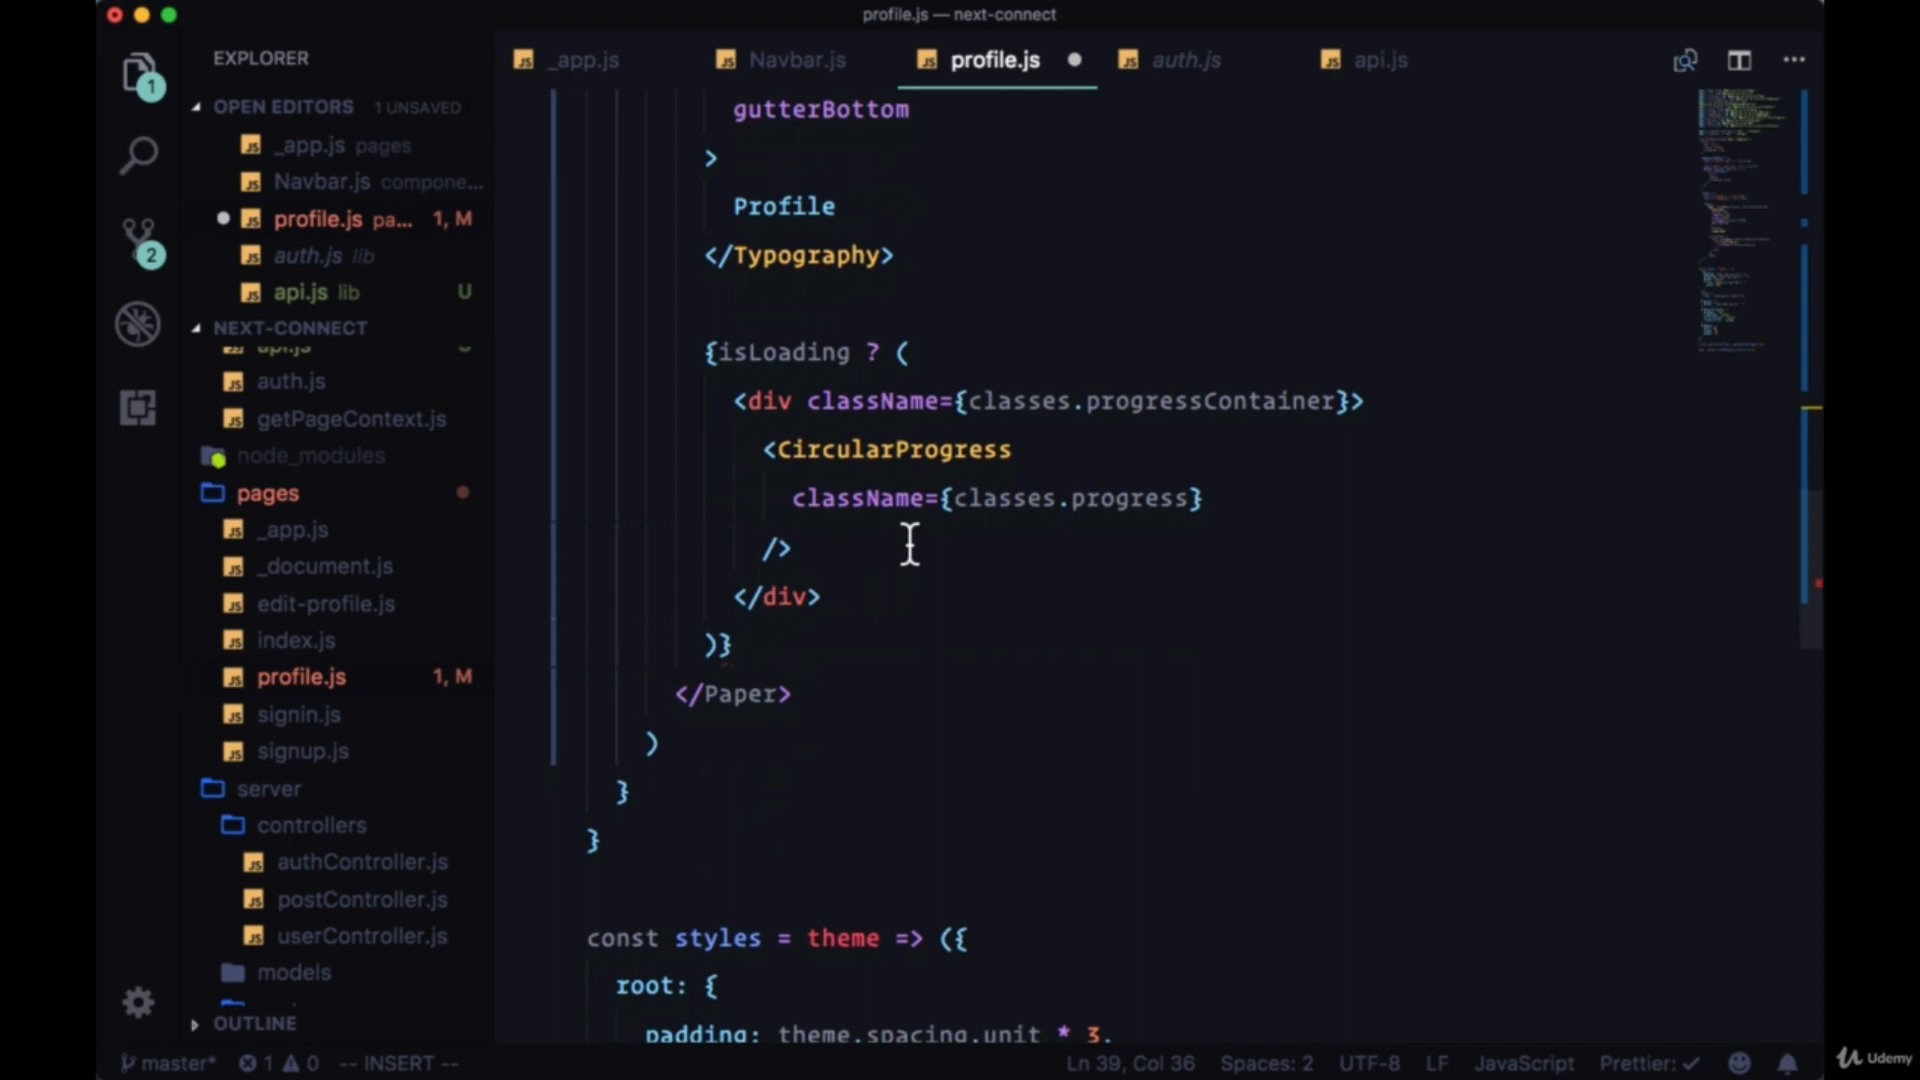 profile.js — next-connect
EXPLORER
OPEN EDITORS 1 UNSAVED
_app.js pages
Navbar.js compone...
profile.js pa... 1, M
auth.js lib
api.js lib U
NEXT-CONNECT
api.js
auth.js
getPageContext.js
node_modules
pages
_app.js
_document.js
edit-profile.js
index.js
profile.js 1, M
signin.js
signup.js
server
controllers
authController.js
postController.js
userController.js
models
OUTLINE
1
2
_app.js Navbar.js profile.js auth.js api.js
gutterBottom
>
Profile
</Typography>
{isLoading ? (
<div className={classes.progressContainer}>
<CircularProgress
className={classes.progress}
/>
</div>
)}
</Paper>
)
}
}
const styles = theme => ({
root: {
padding: theme.spacing.unit * 3,
master* 1 0 -- INSERT -- Ln 39, Col 36 Spaces: 2 UTF-8 LF JavaScript Prettier: ✓
Udemy